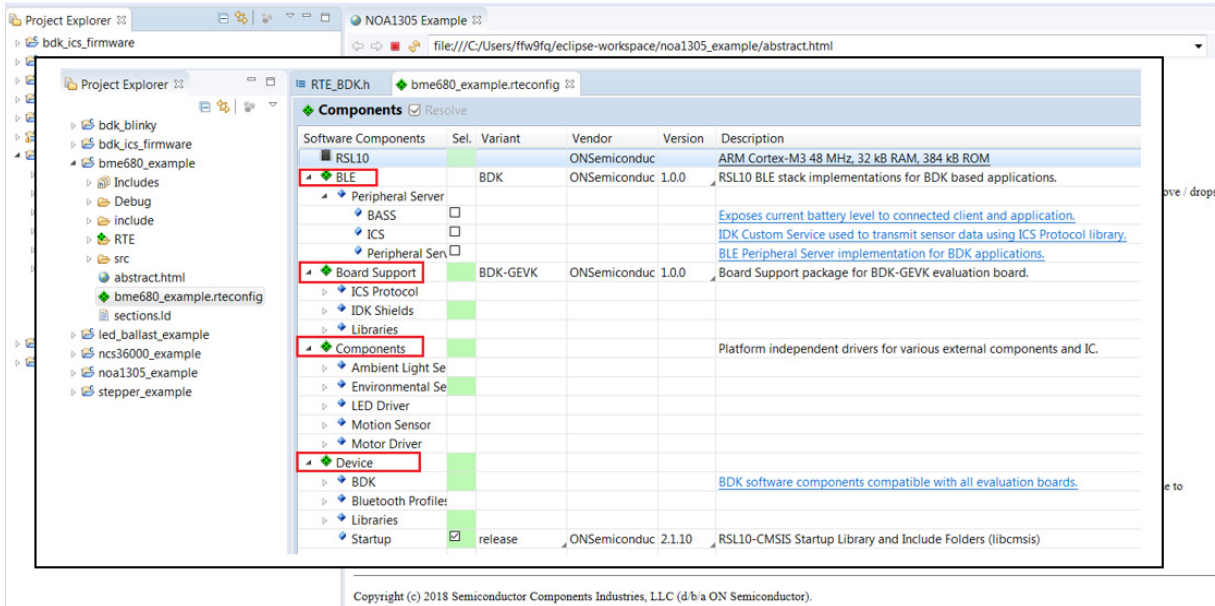 Project Explorer
NOA1305 Example
bdk_ics_firmware
file:///C:/Users/ffw9fq/eclipse-workspace/noa1305_example/abstract.html
Project Explorer
bdk_blinky
bdk_ics_firmware
bme680_example
Includes
Debug
include
RTE
src
abstract.html
bme680_example.rteconfig
sections.ld
led_ballast_example
ncs36000_example
noa1305_example
stepper_example
RTE_BDK.h bme680_example.rteconfig
Components Resolve
Software Components Sel. Variant Vendor Version Description
RSL10 ONSemiconduc ARM Cortex-M3 48 MHz, 32 kB RAM, 384 kB ROM
BLE BDK ONSemiconduc 1.0.0 RSL10 BLE stack implementations for BDK based applications.
Peripheral Server
BASS Exposes current battery level to connected client and application.
ICS IDK Custom Service used to transmit sensor data using ICS Protocol library.
Peripheral Serv BLE Peripheral Server implementation for BDK applications.
Board Support BDK-GEVK ONSemiconduc 1.0.0 Board Support package for BDK-GEVK evaluation board.
ICS Protocol
IDK Shields
Libraries
Components Platform independent drivers for various external components and IC.
Ambient Light Se
Environmental Se
LED Driver
Motion Sensor
Motor Driver
Device
BDK BDK software components compatible with all evaluation boards.
Bluetooth Profiles
Libraries
Startup release ONSemiconduc 2.1.10 RSL10-CMSIS Startup Library and Include Folders (libcmsis)
ove / drops
e to
Copyright (c) 2018 Semiconductor Components Industries, LLC (d/b/a ON Semiconductor).